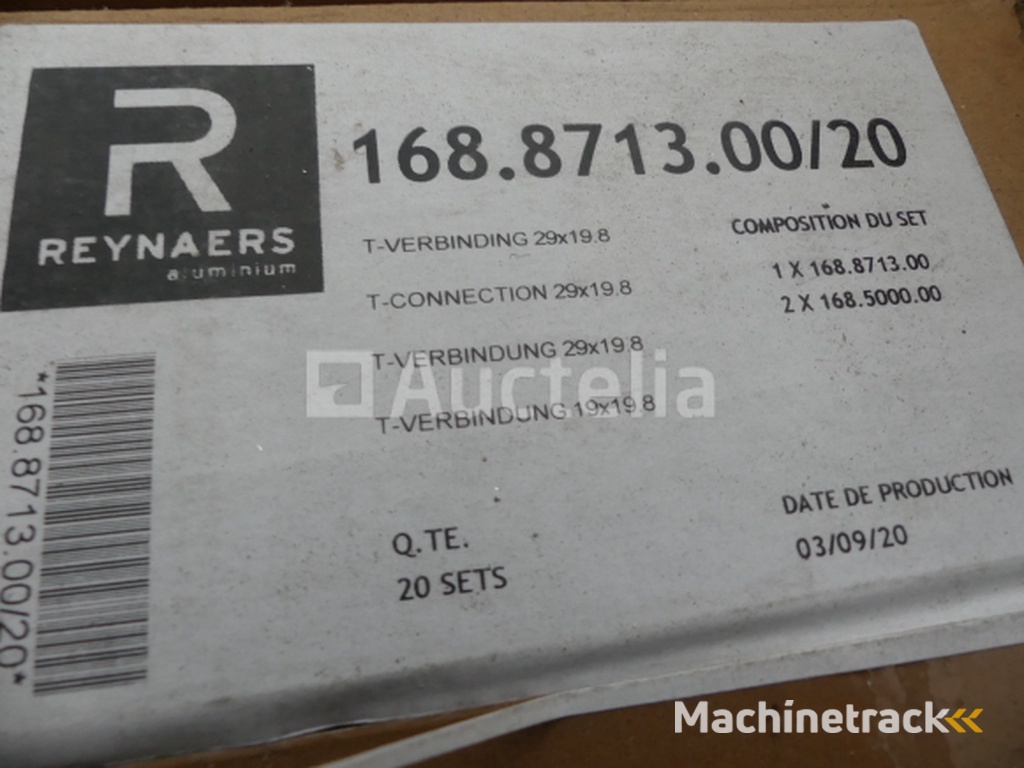 R
REYNAERS
aluminium
168.8713.00/20
T-VERBINDING 29x19.8
T-CONNECTION 29x19.8
T-VERBINDUNG 29x19.8
T-VERBINDUNG 19x19.8
COMPOSITION DU SET
1 X 168.8713.00
2 X 168.5000.00
Auctelia
*168.8713.00/20*
Q.TE.
20 SETS
DATE DE PRODUCTION
03/09/20
Machinetrack